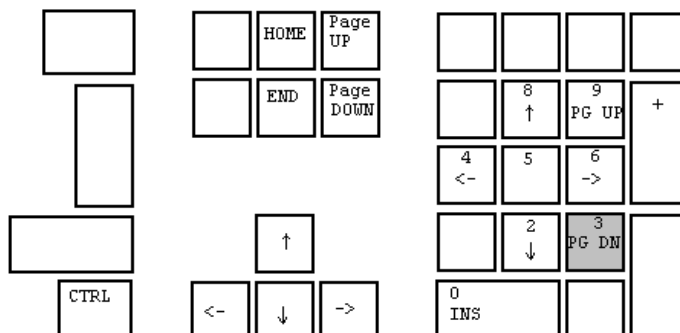 HOME
Page
UP
END
Page
DOWN
8
↑
9
PG UP
+
4
<-
5
6
->
↑
2
↓
3
PG DN
CTRL
<-
↓
->
0
INS